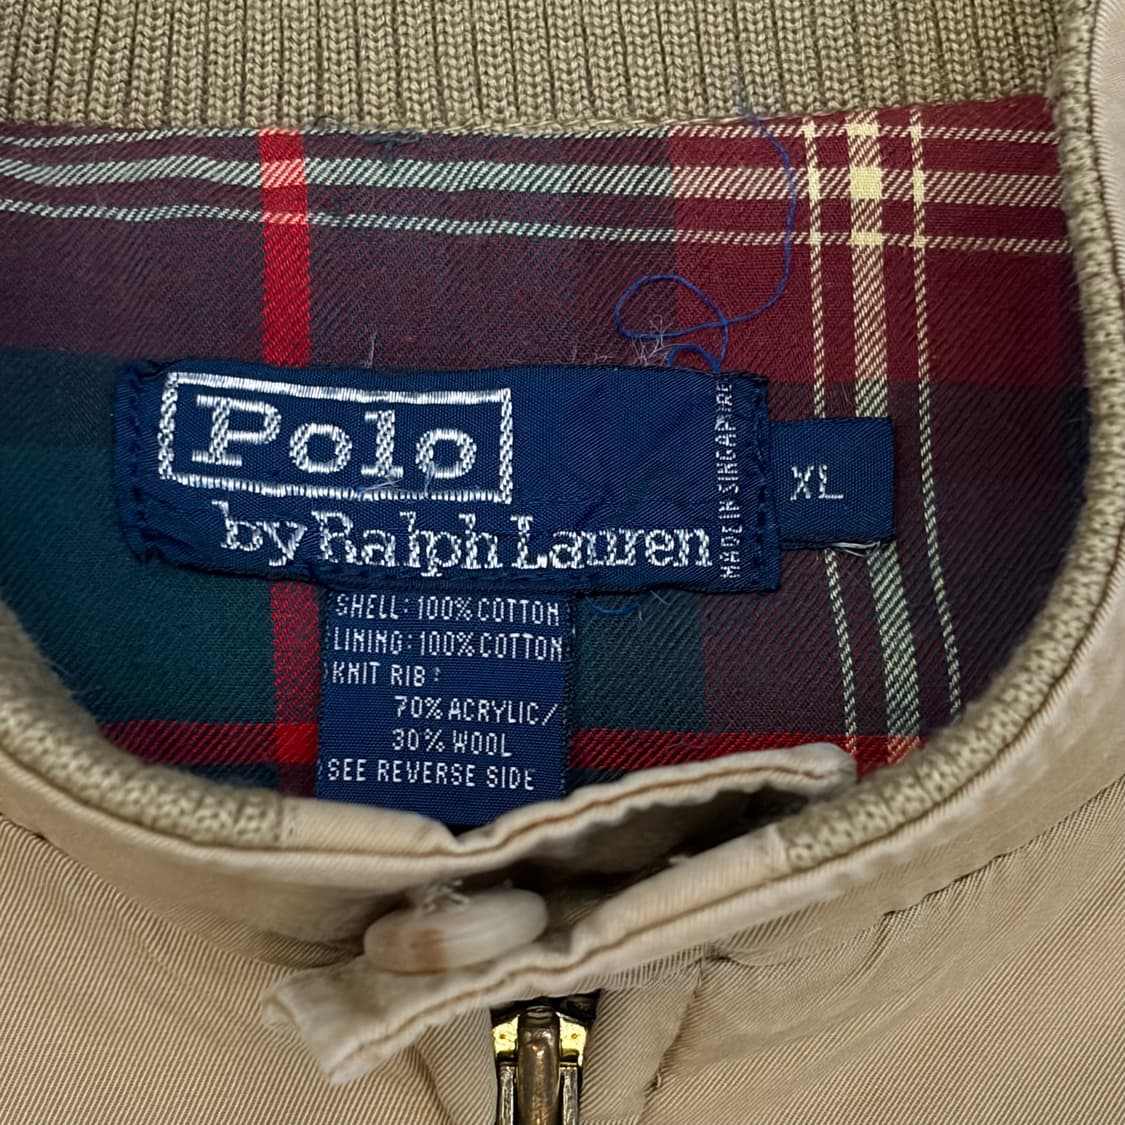 Polo
by Ralph Lauren
MADE IN SINGAPORE
XL
SHELL: 100% COTTON
LINING: 100% COTTON
KNIT RIB:
70% ACRYLIC/
30% WOOL
SEE REVERSE SIDE